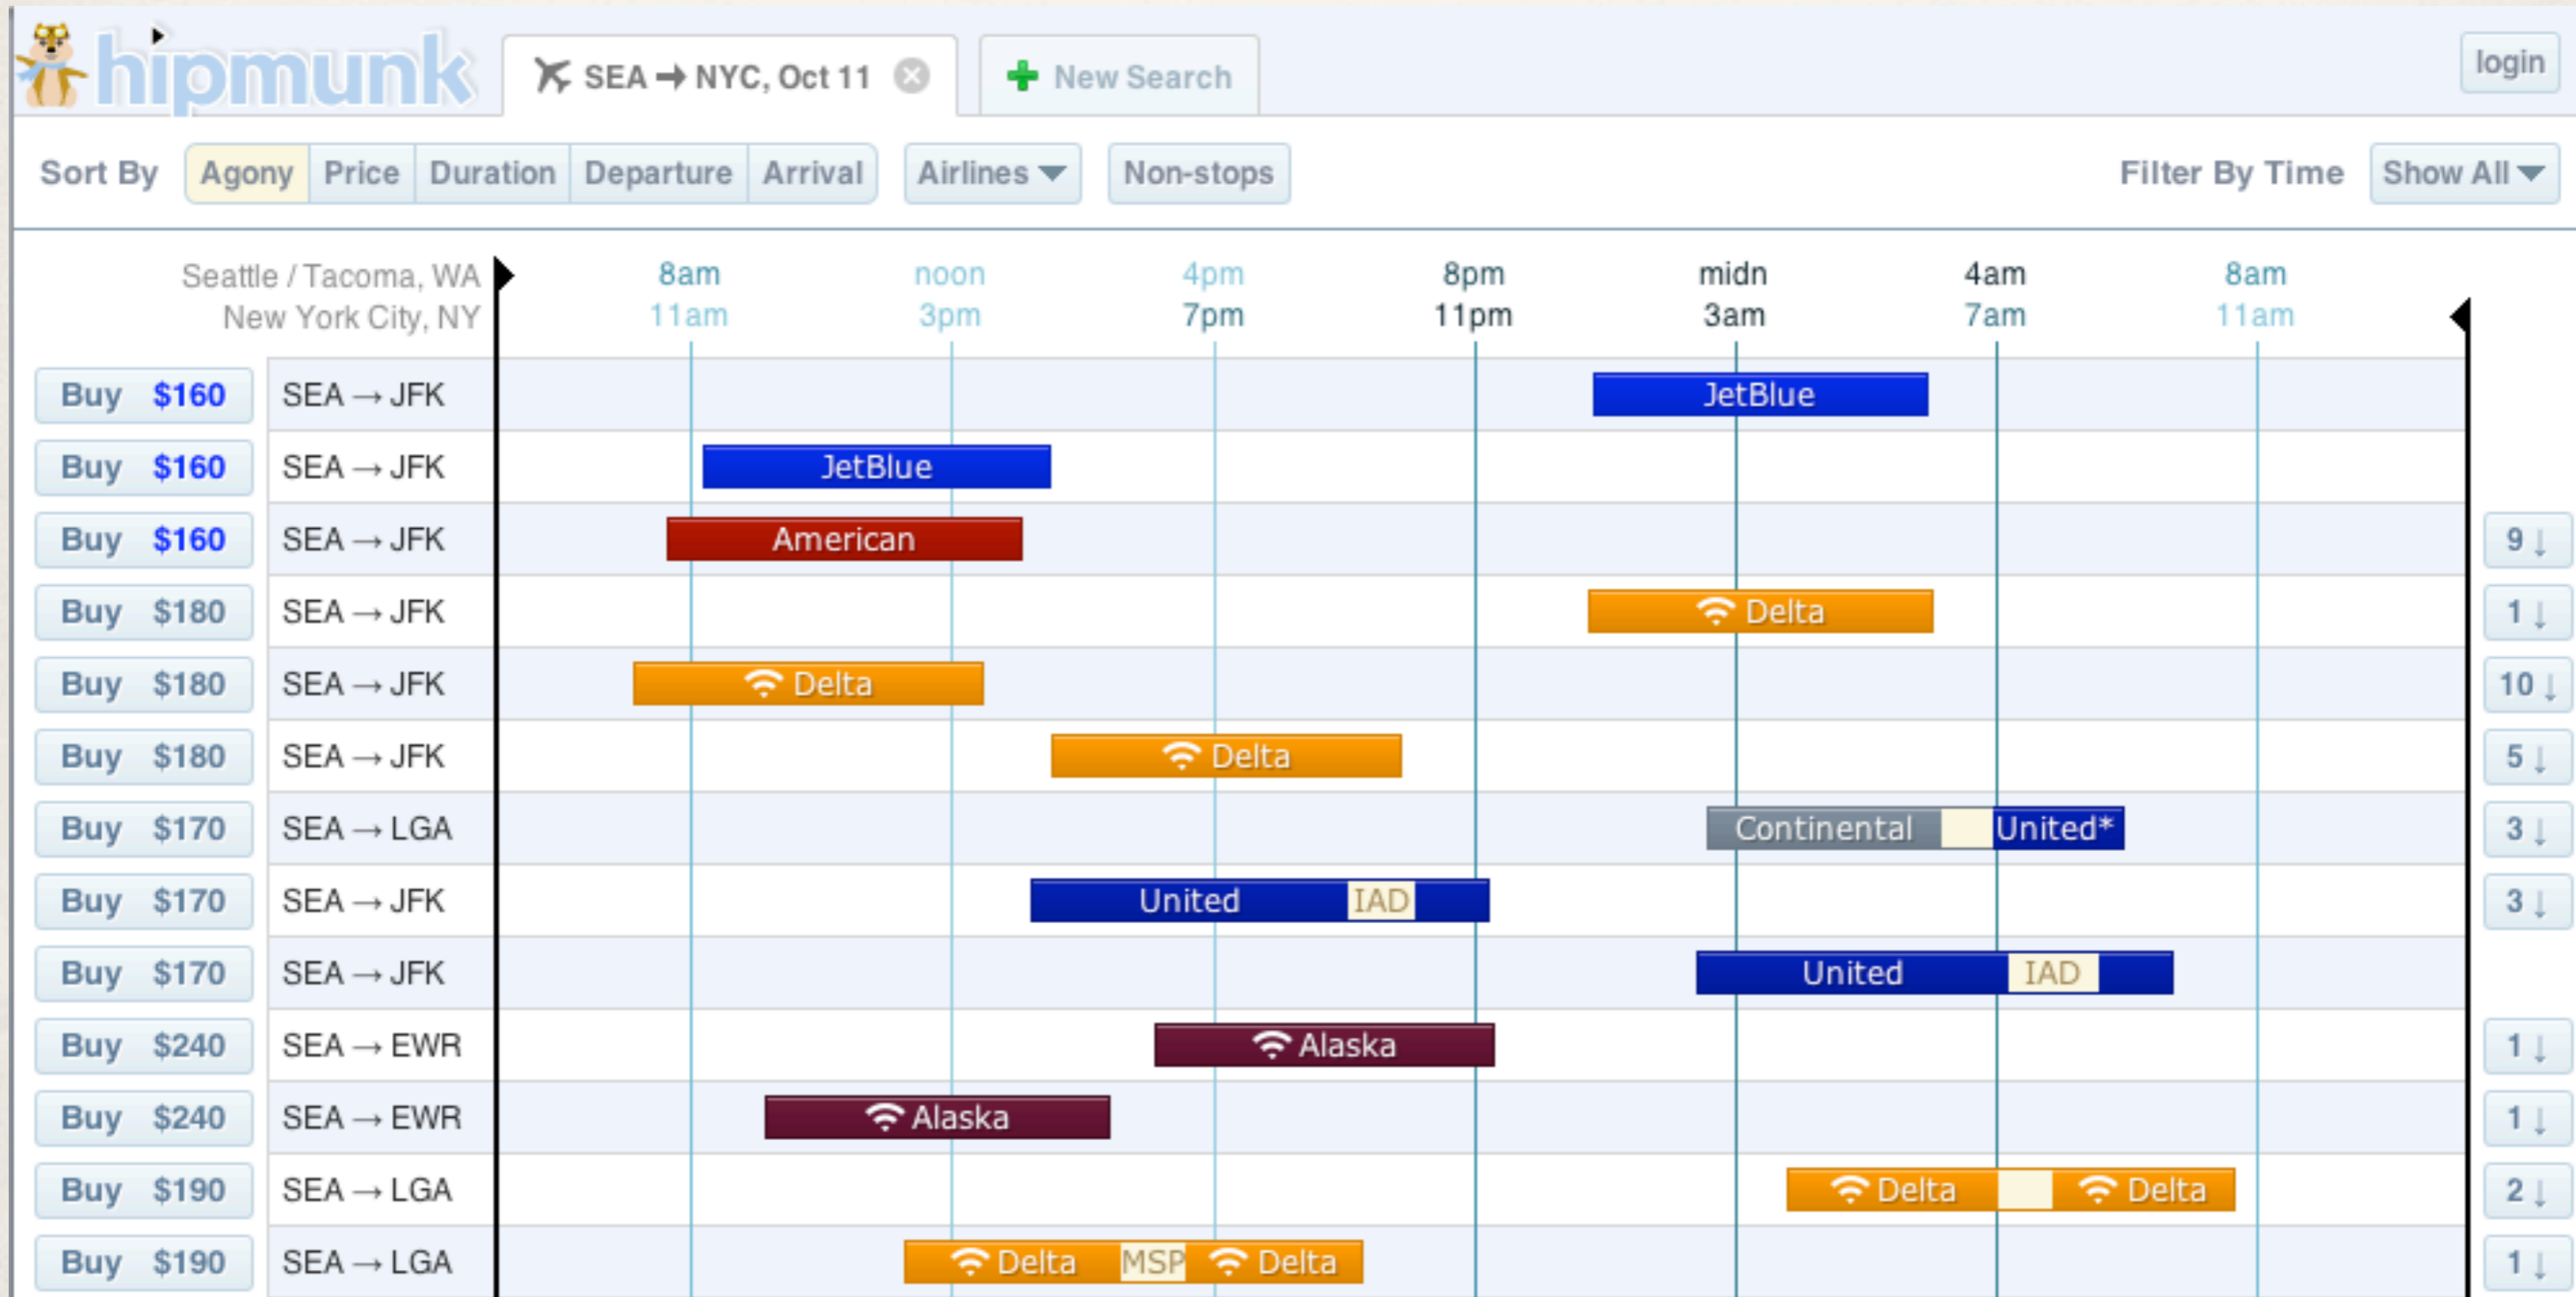 hipmunk SEA → NYC, Oct 11 New Search login
Sort By Agony Price Duration Departure Arrival Airlines Non-stops Filter By Time Show All
Seattle / Tacoma, WA 8am noon 4pm 8pm midn 4am 8am
New York City, NY 11am 3pm 7pm 11pm 3am 7am 11am
Buy $160 SEA → JFK JetBlue
Buy $160 SEA → JFK JetBlue
Buy $160 SEA → JFK American 9 ↓
Buy $180 SEA → JFK Delta 1 ↓
Buy $180 SEA → JFK Delta 10 ↓
Buy $180 SEA → JFK Delta 5 ↓
Buy $170 SEA → LGA Continental United* 3 ↓
Buy $170 SEA → JFK United IAD 3 ↓
Buy $170 SEA → JFK United IAD
Buy $240 SEA → EWR Alaska 1 ↓
Buy $240 SEA → EWR Alaska 1 ↓
Buy $190 SEA → LGA Delta Delta 2 ↓
Buy $190 SEA → LGA Delta MSP Delta 1 ↓